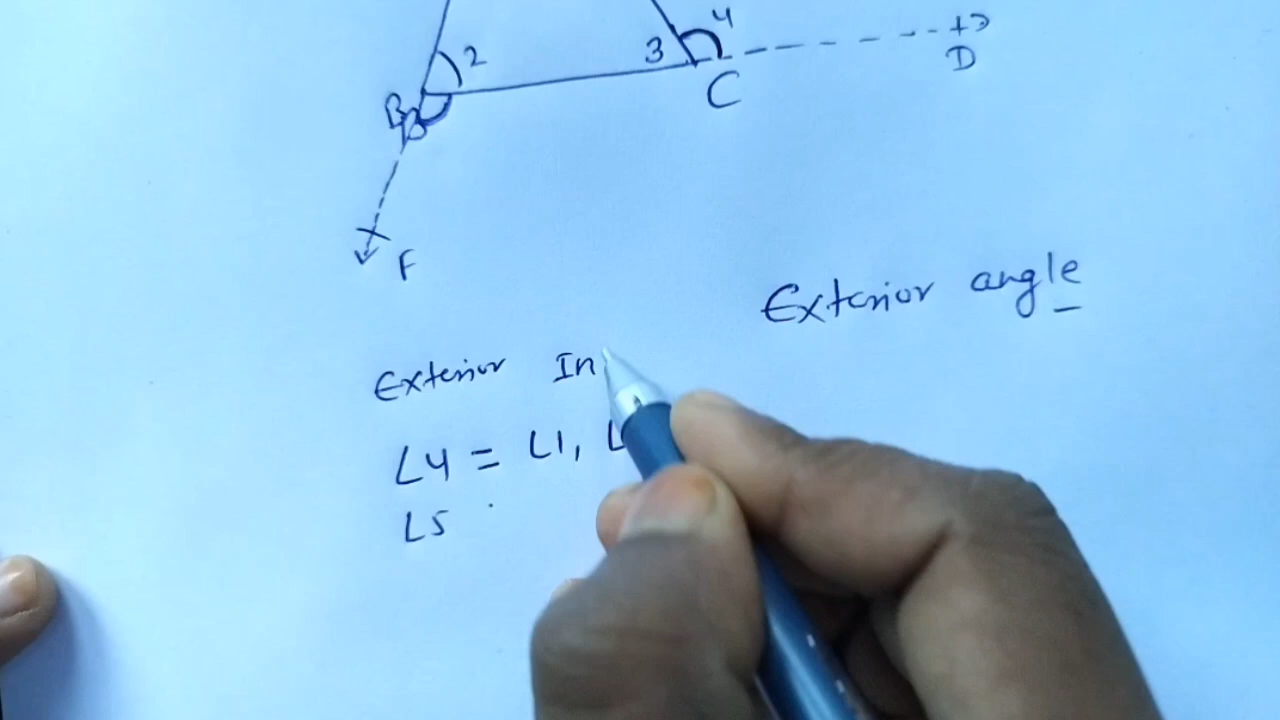 4
2
3
D
C
B
F
Exterior angle
Exterior In
∠4 = ∠1, ∠
∠5